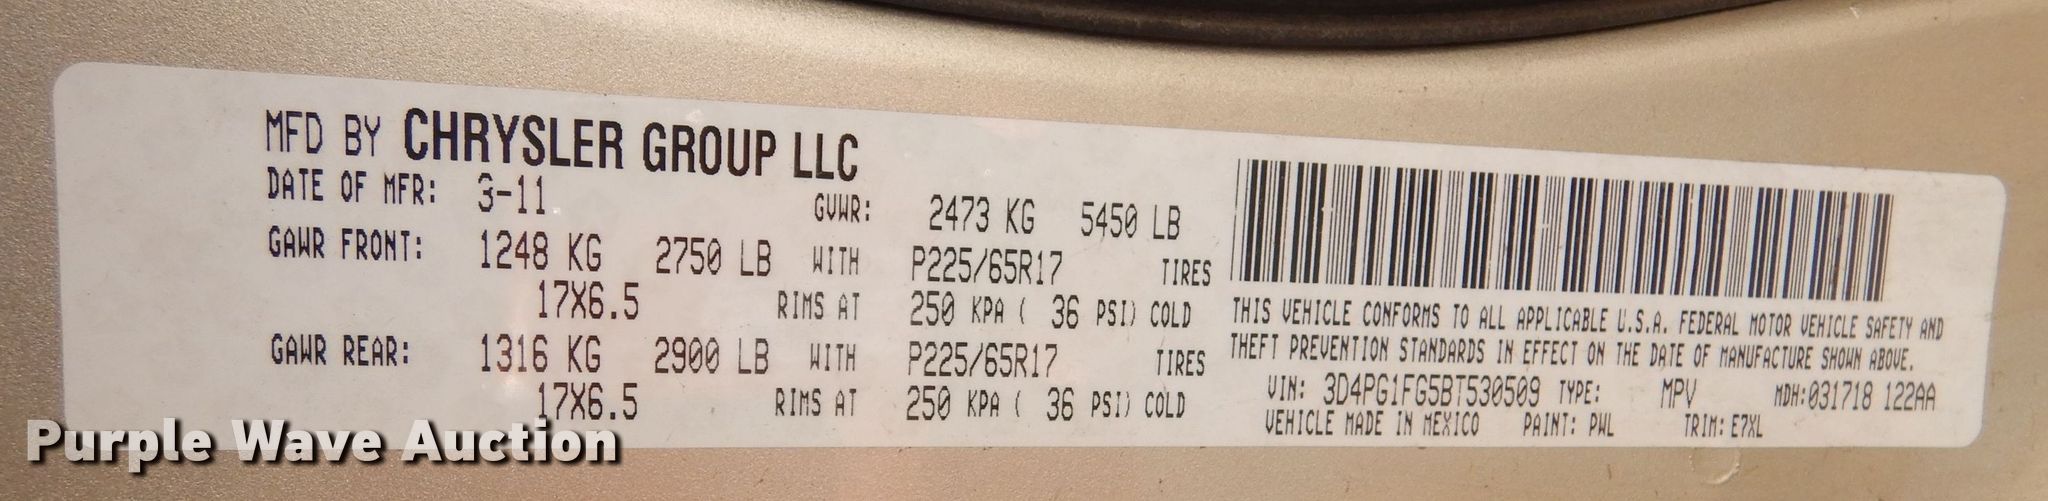 MFD BY CHRYSLER GROUP LLC
DATE OF MFR: 3-11 GVWR: 2473 KG 5450 LB
GAWR FRONT: 1248 KG 2750 LB WITH P225/65R17 TIRES
17X6.5 RIMS AT 250 KPA ( 36 PSI) COLD
GAWR REAR: 1316 KG 2900 LB WITH P225/65R17 TIRES
17X6.5 RIMS AT 250 KPA ( 36 PSI) COLD
THIS VEHICLE CONFORMS TO ALL APPLICABLE U.S.A. FEDERAL MOTOR VEHICLE SAFETY AND
THEFT PREVENTION STANDARDS IN EFFECT ON THE DATE OF MANUFACTURE SHOWN ABOVE.
VIN: 3D4PG1FG5BT530509 TYPE: MPV MDH:031718 122AA
VEHICLE MADE IN MEXICO PAINT: PWL TRIM: E7XL
Purple Wave Auction